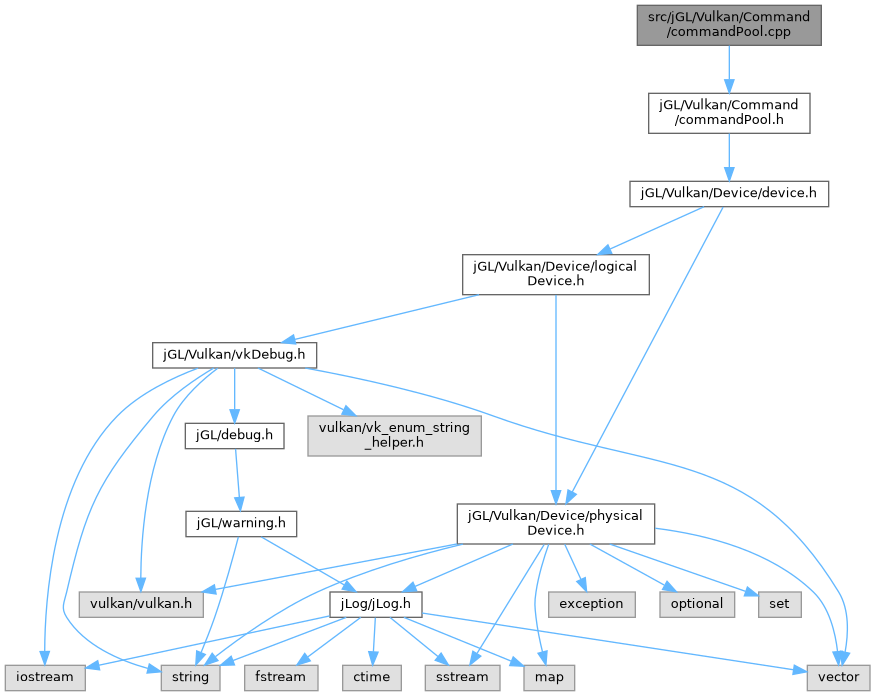 src/jGL/Vulkan/Command
/commandPool.cpp
jGL/Vulkan/Command
/commandPool.h
jGL/Vulkan/Device/device.h
jGL/Vulkan/Device/logical
Device.h
jGL/Vulkan/vkDebug.h
jGL/debug.h
vulkan/vk_enum_string
_helper.h
jGL/warning.h
jGL/Vulkan/Device/physical
Device.h
vulkan/vulkan.h
jLog/jLog.h
exception
optional
set
iostream
string
fstream
ctime
sstream
map
vector